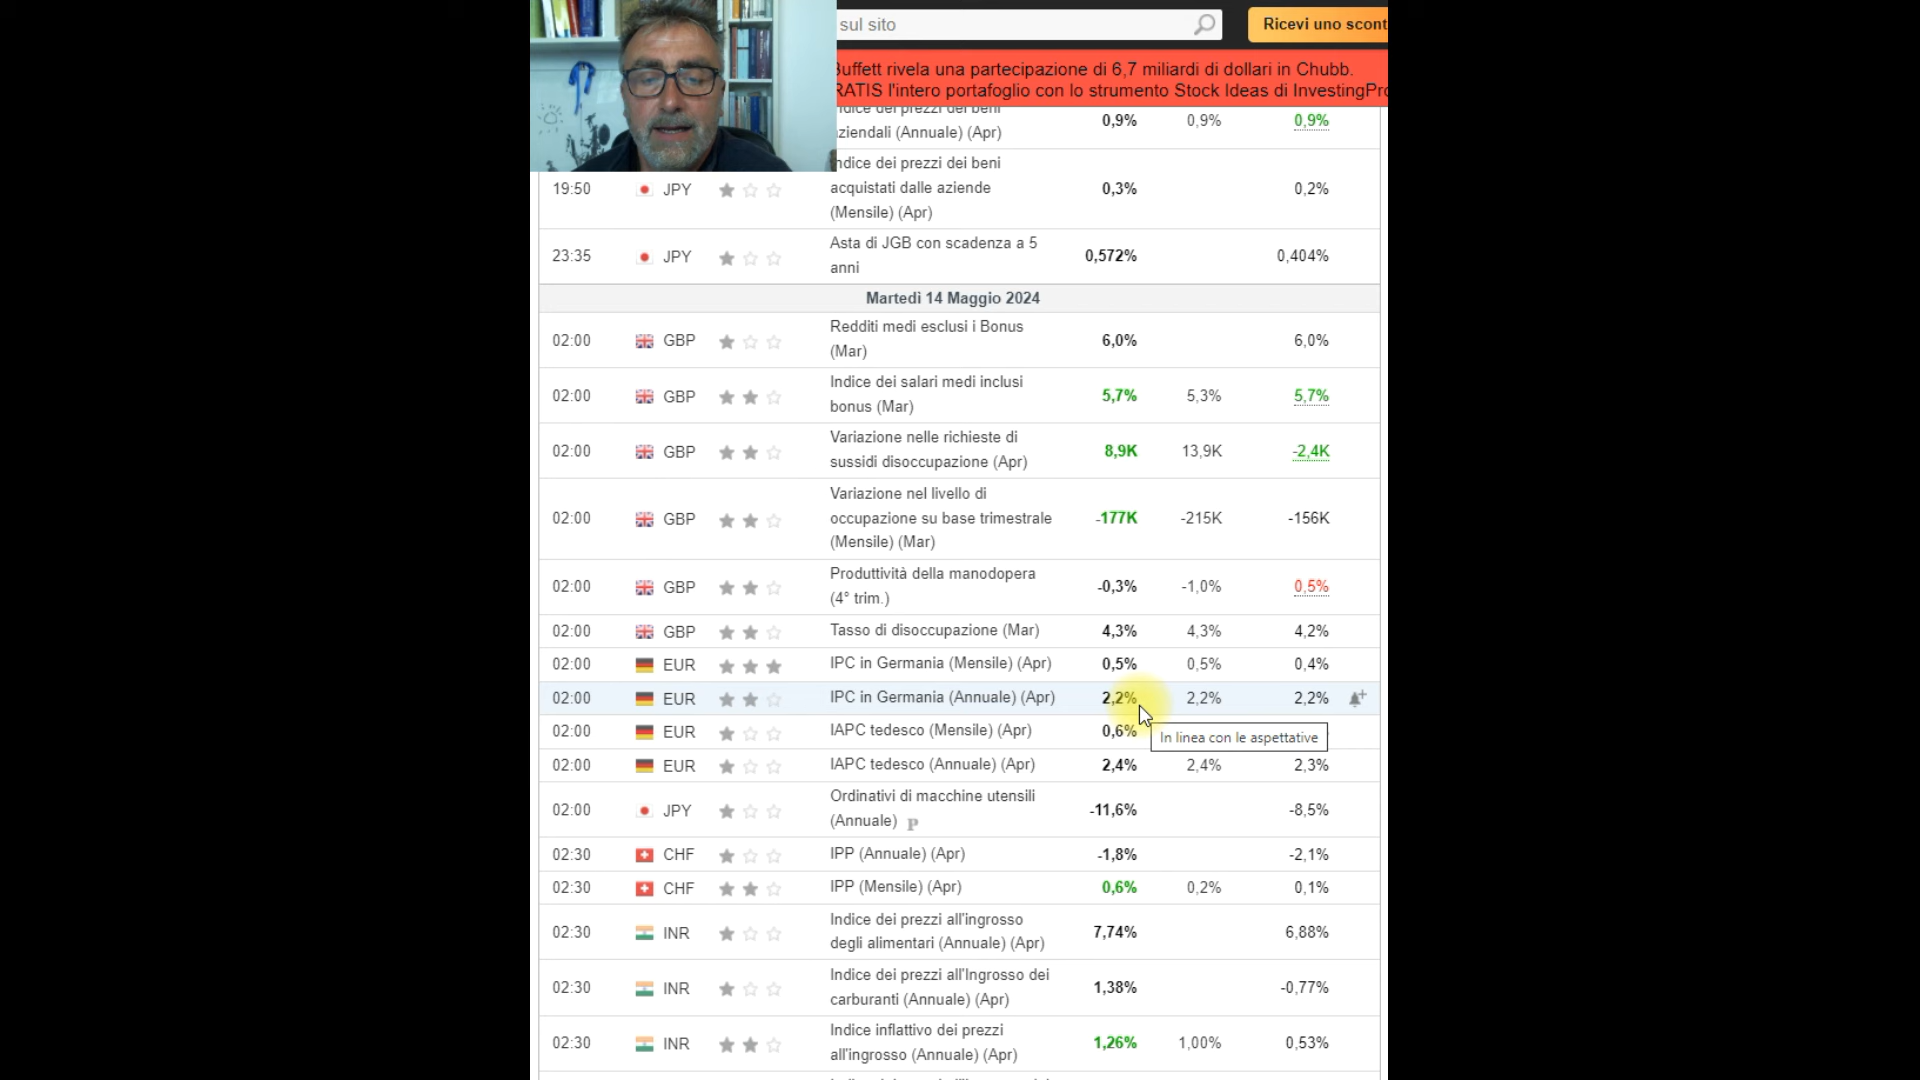 sul sito
Ricevi uno scont
Buffett rivela una partecipazione di 6,7 miliardi di dollari in Chubb.
RATIS l'intero portafoglio con lo strumento Stock Ideas di InvestingPro
Indice dei prezzi dei beni
aziendali (Annuale) (Apr) 0,9% 0,9% 0,9%
Indice dei prezzi dei beni
19:50 JPY acquistati dalle aziende 0,3% 0,2%
(Mensile) (Apr)
23:35 JPY Asta di JGB con scadenza a 5 0,572% 0,404%
anni
Martedì 14 Maggio 2024
02:00 GBP Redditi medi esclusi i Bonus 6,0% 6,0%
(Mar)
02:00 GBP Indice dei salari medi inclusi 5,7% 5,3% 5,7%
bonus (Mar)
02:00 GBP Variazione nelle richieste di 8,9K 13,9K -2,4K
sussidi disoccupazione (Apr)
Variazione nel livello di
02:00 GBP occupazione su base trimestrale -177K -215K -156K
(Mensile) (Mar)
02:00 GBP Produttività della manodopera -0,3% -1,0% 0,5%
(4° trim.)
02:00 GBP Tasso di disoccupazione (Mar) 4,3% 4,3% 4,2%
02:00 EUR IPC in Germania (Mensile) (Apr) 0,5% 0,5% 0,4%
02:00 EUR IPC in Germania (Annuale) (Apr) 2,2% 2,2% 2,2%
02:00 EUR IAPC tedesco (Mensile) (Apr) 0,6%
In linea con le aspettative
02:00 EUR IAPC tedesco (Annuale) (Apr) 2,4% 2,4% 2,3%
02:00 JPY Ordinativi di macchine utensili -11,6% -8,5%
(Annuale) P
02:30 CHF IPP (Annuale) (Apr) -1,8% -2,1%
02:30 CHF IPP (Mensile) (Apr) 0,6% 0,2% 0,1%
02:30 INR Indice dei prezzi all'ingrosso 7,74% 6,88%
degli alimentari (Annuale) (Apr)
02:30 INR Indice dei prezzi all'Ingrosso dei 1,38% -0,77%
carburanti (Annuale) (Apr)
02:30 INR Indice inflattivo dei prezzi 1,26% 1,00% 0,53%
all'ingrosso (Annuale) (Apr)